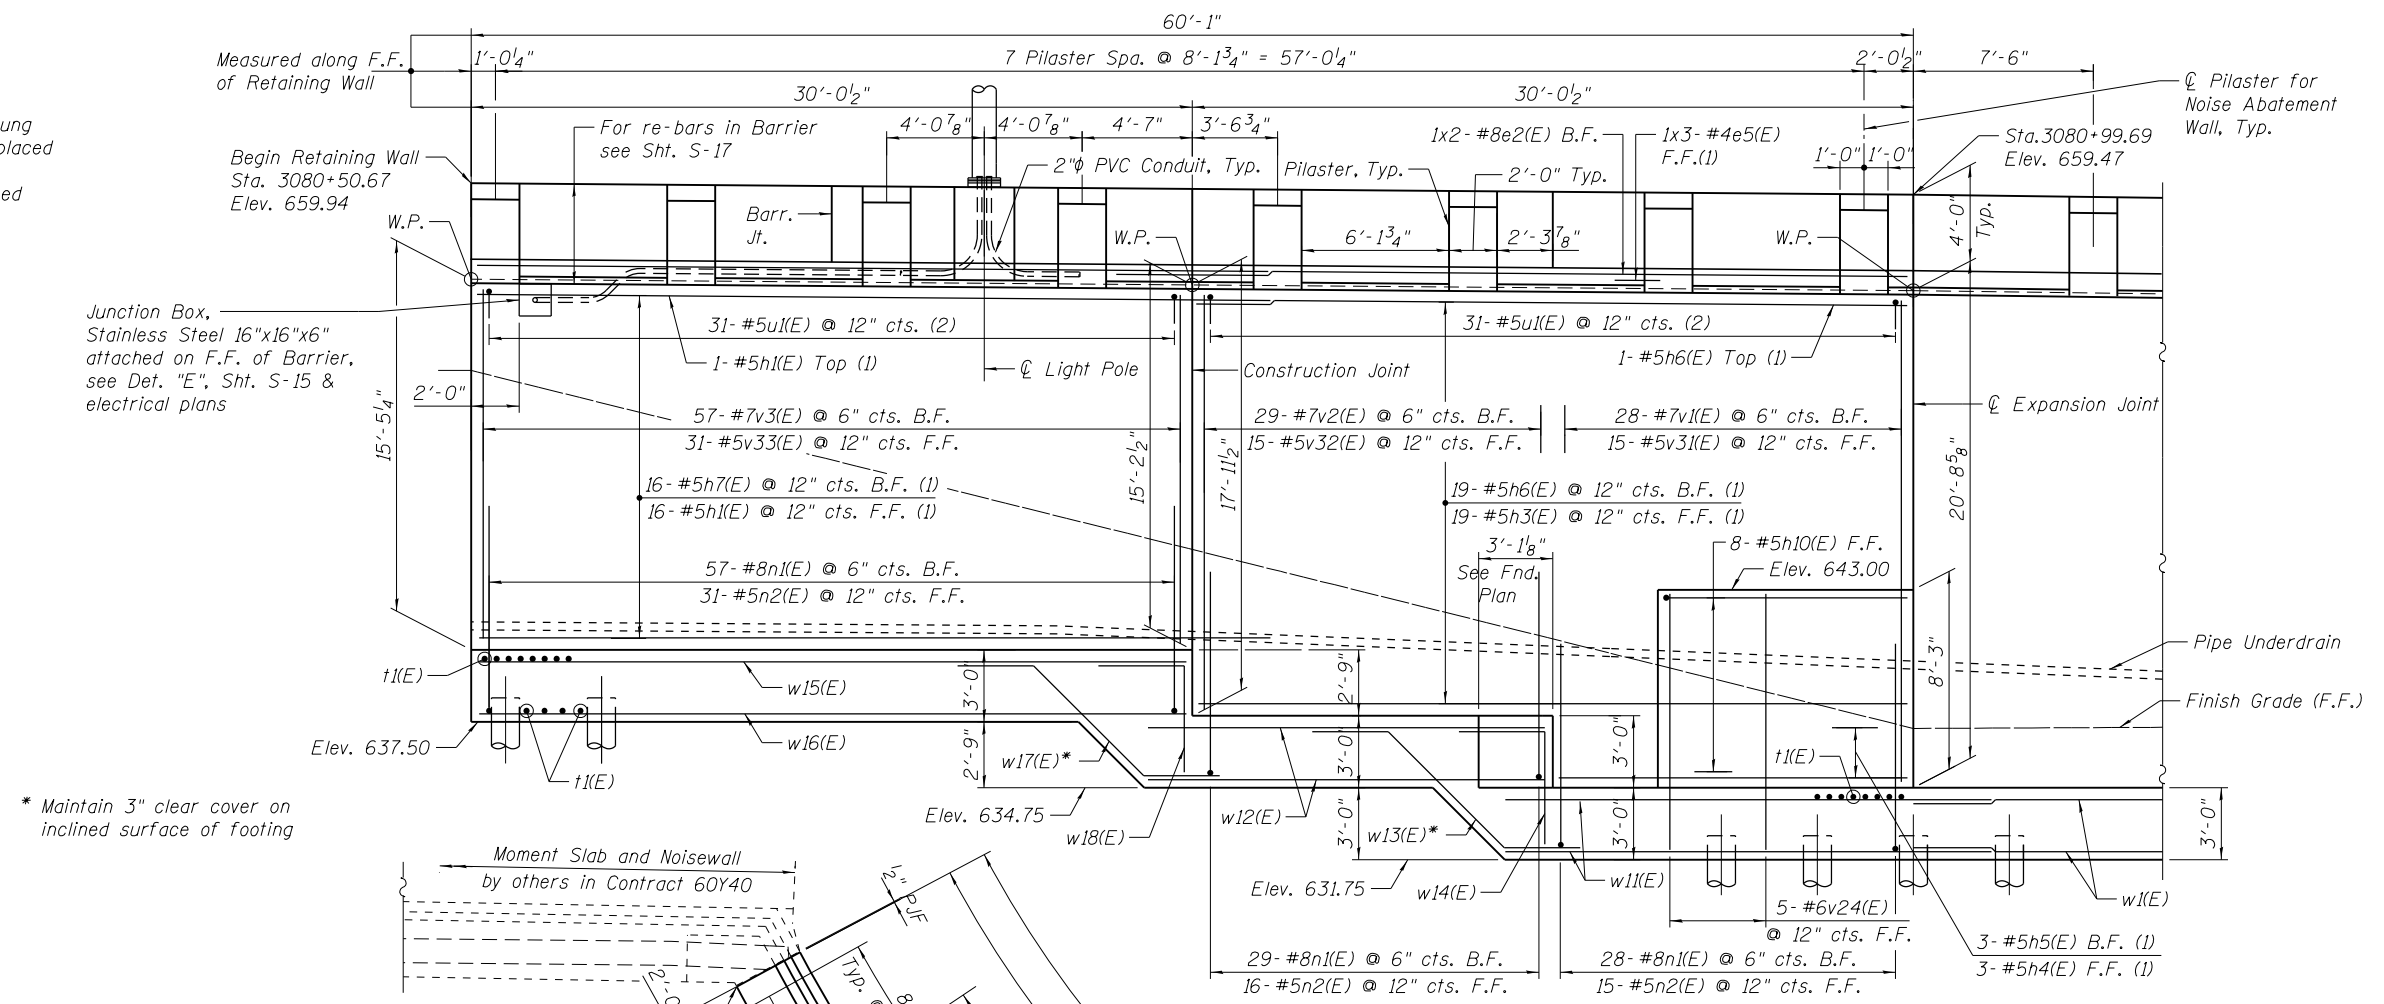 60'-1"
Measured along F.F.
of Retaining Wall
1'-0¼"
7 Pilaster Spa. @ 8'-1¾" = 57'-0¼"
2'-0½"
7'-6"
30'-0½"
30'-0½"
℄ Pilaster for
Noise Abatement
Wall, Typ.
ung
placed
ed
For re-bars in Barrier
see Sht. S-17
4'-0⅞"
4'-0⅞"
4'-7"
3'-6¾"
1x2-#8e2(E) B.F.
1x3-#4e5(E)
F.F.(1)
1'-0"
1'-0"
Sta.3080+99.69
Elev. 659.47
Begin Retaining Wall
Sta. 3080+50.67
Elev. 659.94
2"ϕ PVC Conduit, Typ.
Pilaster, Typ.
2'-0" Typ.
W.P.
Barr.
Jt.
W.P.
6'-1¾"
2'-3⅞"
W.P.
4'-0"
Typ.
Junction Box,
Stainless Steel 16"x16"x6"
attached on F.F. of Barrier,
see Det. "E", Sht. S-15 &
electrical plans
31-#5u1(E) @ 12" cts. (2)
31-#5u1(E) @ 12" cts. (2)
1-#5h1(E) Top (1)
℄ Light Pole
Construction Joint
1-#5h6(E) Top (1)
2'-0"
15'-5¼"
57-#7v3(E) @ 6" cts. B.F.
31-#5v33(E) @ 12" cts. F.F.
29-#7v2(E) @ 6" cts. B.F.
15-#5v32(E) @ 12" cts. F.F.
28-#7v1(E) @ 6" cts. B.F.
15-#5v31(E) @ 12" cts. F.F.
℄ Expansion Joint
15'-2½"
17'-11½"
20'-8⅝"
16-#5h7(E) @ 12" cts. B.F. (1)
16-#5h1(E) @ 12" cts. F.F. (1)
19-#5h6(E) @ 12" cts. B.F. (1)
19-#5h3(E) @ 12" cts. F.F. (1)
57-#8n1(E) @ 6" cts. B.F.
31-#5n2(E) @ 12" cts. F.F.
3'-1⅛"
See Fnd.
Plan
8-#5h10(E) F.F.
Elev. 643.00
Pipe Underdrain
8'-3"
Finish Grade (F.F.)
t1(E)
w15(E)
3'-0"
2'-9"
Elev. 637.50
w16(E)
2'-9"
w17(E)*
3'-0"
3'-0"
t1(E)
t1(E)
* Maintain 3" clear cover on
inclined surface of footing
Elev. 634.75
w18(E)
w12(E)
3'-0"
w13(E)*
3'-0"
3'-0"
Elev. 631.75
w14(E)
w11(E)
w1(E)
Moment Slab and Noisewall
by others in Contract 60Y40
½" PJF
5-#6v24(E)
@ 12" cts. F.F.
3-#5h5(E) B.F. (1)
3-#5h4(E) F.F. (1)
29-#8n1(E) @ 6" cts. B.F.
16-#5n2(E) @ 12" cts. F.F.
28-#8n1(E) @ 6" cts. B.F.
15-#5n2(E) @ 12" cts. F.F.
Typ.